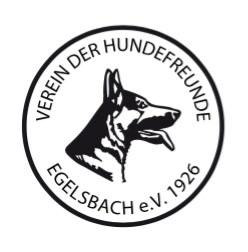 VEREIN DER HUNDEFREUNDE
EGELSBACH e.V. 1926